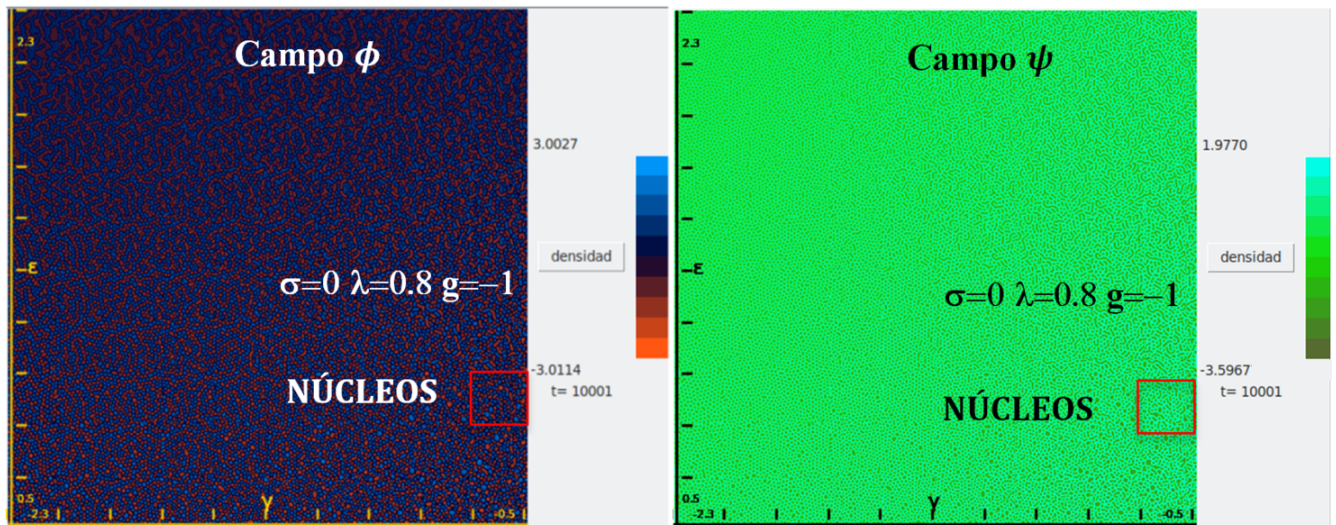 Campo ϕ
2.3
3.0027
densidad
ε
σ=0 λ=0.8 g=−1
-3.0114
t= 10001
NÚCLEOS
0.5
γ
-2.3
-0.5
Campo ψ
2.3
1.9770
densidad
ε
σ=0 λ=0.8 g=−1
-3.5967
t= 10001
NÚCLEOS
0.5
γ
-2.3
-0.5